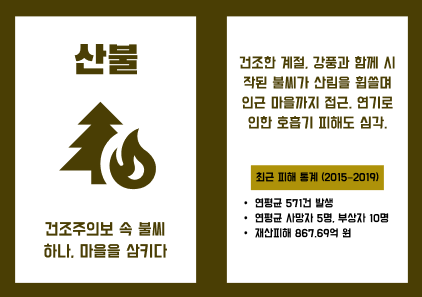 산불
건조주의보 속 불씨
하나, 마을을 삼키다
건조한 계절, 강풍과 함께 시
작된 불씨가 산림을 휩쓸며
인근 마을까지 접근. 연기로
인한 호흡기 피해도 심각.
최근 피해 통계 (2015–2019)
• 연평균 571건 발생
• 연평균 사망자 5명, 부상자 10명
• 재산피해 867.69억 원